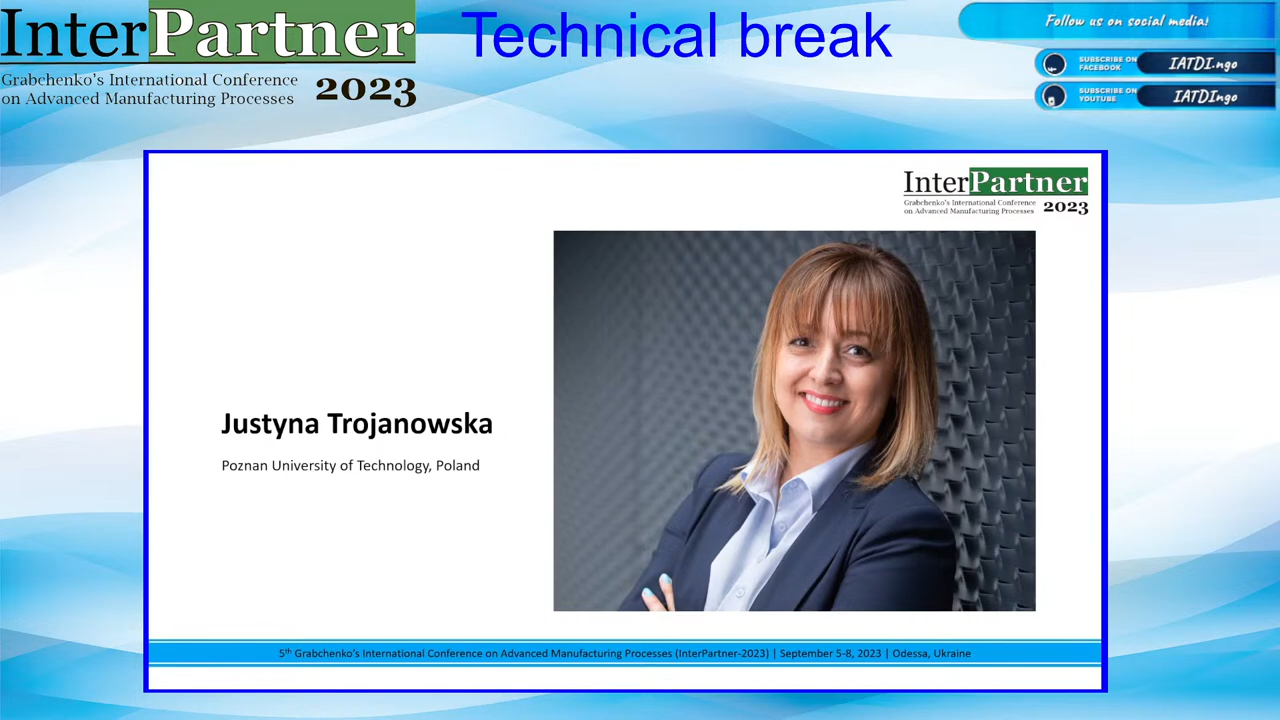 InterPartner
Grabchenko's International Conference
on Advanced Manufacturing Processes
2023
Technical break
Follow us on social media!
SUBSCRIBE ON
FACEBOOK
IATDI.ngo
SUBSCRIBE ON
YOUTUBE
IATDIngo
InterPartner
Grabchenko's International Conference
on Advanced Manufacturing Processes
2023
Justyna Trojanowska
Poznan University of Technology, Poland
5th Grabchenko's International Conference on Advanced Manufacturing Processes (InterPartner-2023) | September 5-8, 2023 | Odessa, Ukraine